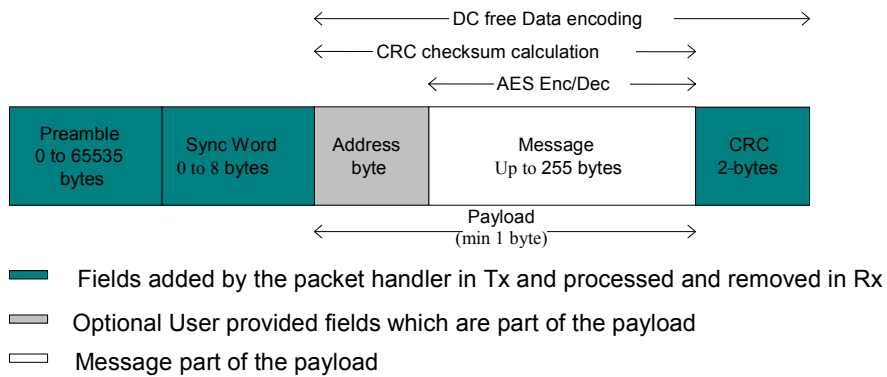 DC free Data encoding
CRC checksum calculation
AES Enc/Dec
Preamble
0 to 65535
bytes
Sync Word
0 to 8 bytes
Address
byte
Message
Up to 255 bytes
CRC
2-bytes
Payload
(min 1 byte)
Fields added by the packet handler in Tx and processed and removed in Rx
Optional User provided fields which are part of the payload
Message part of the payload